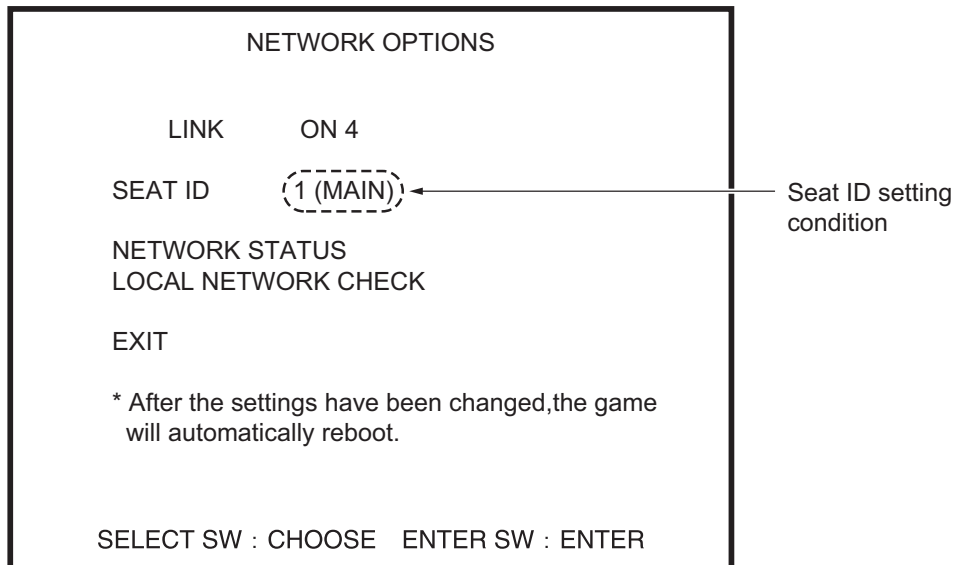 NETWORK OPTIONS
LINK ON 4
SEAT ID 1 (MAIN)
Seat ID setting
condition
NETWORK STATUS
LOCAL NETWORK CHECK
EXIT
* After the settings have been changed,the game
will automatically reboot.
SELECT SW : CHOOSE ENTER SW : ENTER